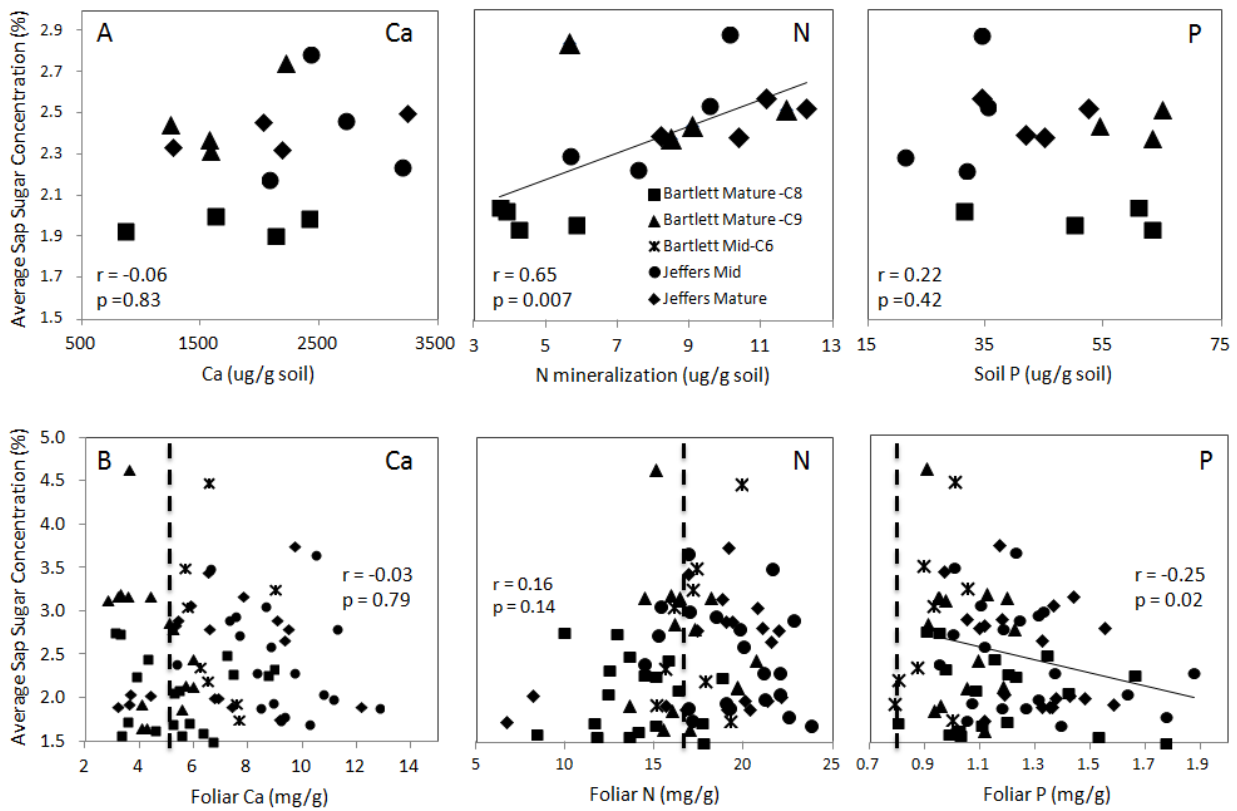 A
Ca
N
P
Average Sap Sugar Concentration (%)
2.9
2.7
2.5
2.3
2.1
1.9
1.7
1.5
r = -0.06
p =0.83
500
1500
2500
3500
Ca (ug/g soil)
r = 0.65
p = 0.007
Bartlett Mature -C8
Bartlett Mature -C9
Bartlett Mid-C6
Jeffers Mid
Jeffers Mature
3
5
7
9
11
13
N mineralization (ug/g soil)
r = 0.22
p = 0.42
15
35
55
75
Soil P (ug/g soil)
B
Ca
N
P
Average Sap Sugar Concentration (%)
5.0
4.5
4.0
3.5
3.0
2.5
2.0
1.5
r = -0.03
p = 0.79
2
4
6
8
10
12
14
Foliar Ca (mg/g)
r = 0.16
p = 0.14
5
10
15
20
25
Foliar N (mg/g)
r = -0.25
p = 0.02
0.7
0.9
1.1
1.3
1.5
1.7
1.9
Foliar P (mg/g)